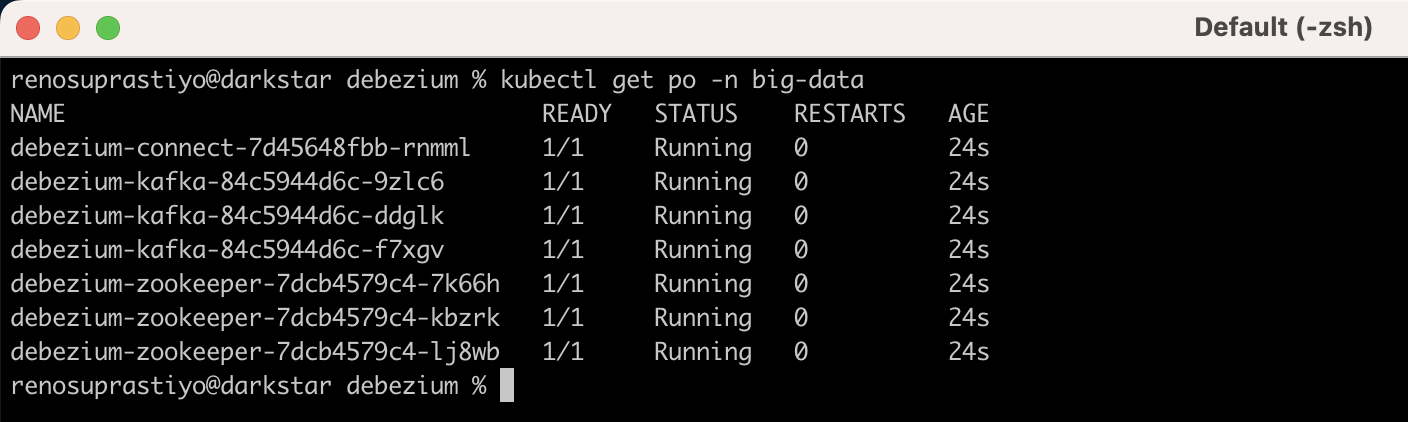 Default (-zsh)
renosuprastiyo@darkstar debezium % kubectl get po -n big-data
NAME READY STATUS RESTARTS AGE
debezium-connect-7d45648fbb-rnmml 1/1 Running 0 24s
debezium-kafka-84c5944d6c-9zlc6 1/1 Running 0 24s
debezium-kafka-84c5944d6c-ddglk 1/1 Running 0 24s
debezium-kafka-84c5944d6c-f7xgv 1/1 Running 0 24s
debezium-zookeeper-7dcb4579c4-7k66h 1/1 Running 0 24s
debezium-zookeeper-7dcb4579c4-kbzrk 1/1 Running 0 24s
debezium-zookeeper-7dcb4579c4-lj8wb 1/1 Running 0 24s
renosuprastiyo@darkstar debezium %